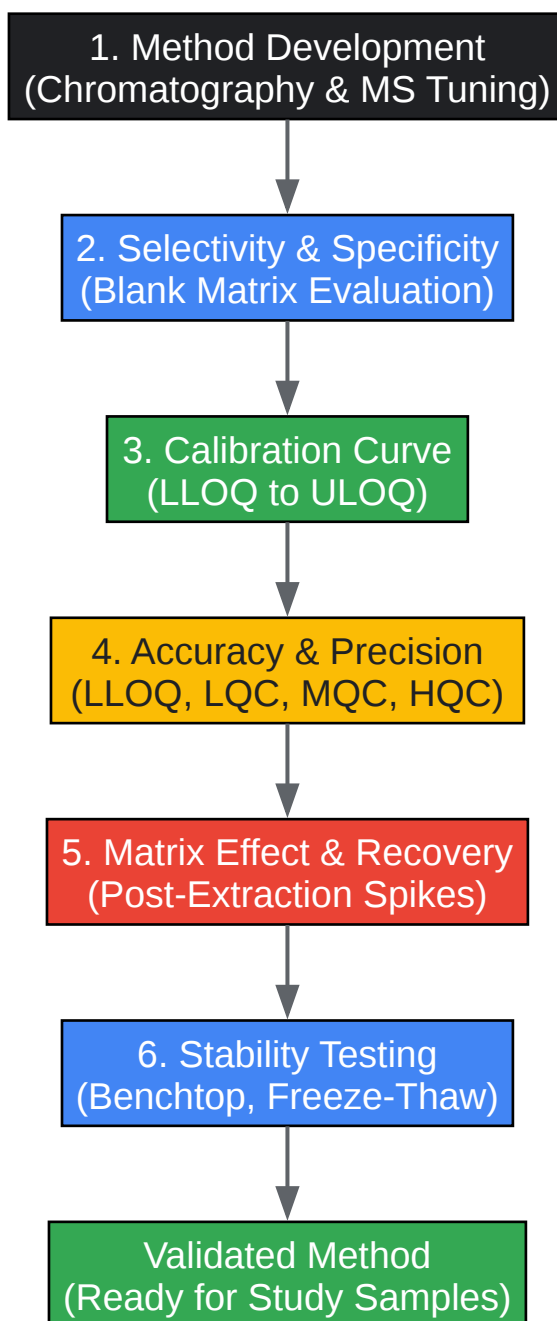 1. Method Development
(Chromatography & MS Tuning)
2. Selectivity & Specificity
(Blank Matrix Evaluation)
3. Calibration Curve
(LLOQ to ULOQ)
4. Accuracy & Precision
(LLOQ, LQC, MQC, HQC)
5. Matrix Effect & Recovery
(Post-Extraction Spikes)
6. Stability Testing
(Benchtop, Freeze-Thaw)
Validated Method
(Ready for Study Samples)